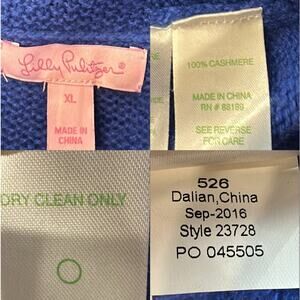 Lilly Pulitzer®
XL
MADE IN
CHINA
100% CASHMERE
MADE IN CHINA
RN # 88189
SEE REVERSE
FOR CARE
DRY CLEAN ONLY
526
Dalian,China
Sep-2016
Style 23728
PO 045505